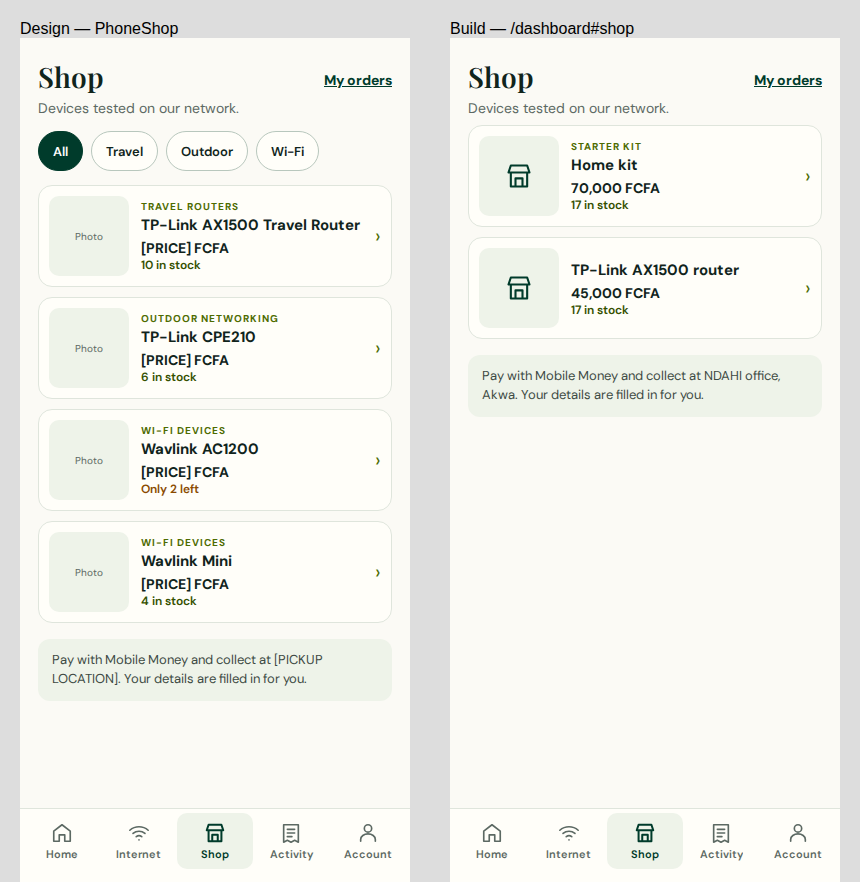 Design — PhoneShop
Shop
My orders
Devices tested on our network.
All
Travel
Outdoor
Wi-Fi
Photo
TRAVEL ROUTERS
TP-Link AX1500 Travel Router
[PRICE] FCFA
10 in stock
›
Photo
OUTDOOR NETWORKING
TP-Link CPE210
[PRICE] FCFA
6 in stock
›
Photo
WI-FI DEVICES
Wavlink AC1200
[PRICE] FCFA
Only 2 left
›
Photo
WI-FI DEVICES
Wavlink Mini
[PRICE] FCFA
4 in stock
›
Pay with Mobile Money and collect at [PICKUP
LOCATION]. Your details are filled in for you.
Home
Internet
Shop
Activity
Account
Build — /dashboard#shop
Shop
My orders
Devices tested on our network.
STARTER KIT
Home kit
70,000 FCFA
17 in stock
›
TP-Link AX1500 router
45,000 FCFA
17 in stock
›
Pay with Mobile Money and collect at NDAHI office,
Akwa. Your details are filled in for you.
Home
Internet
Shop
Activity
Account